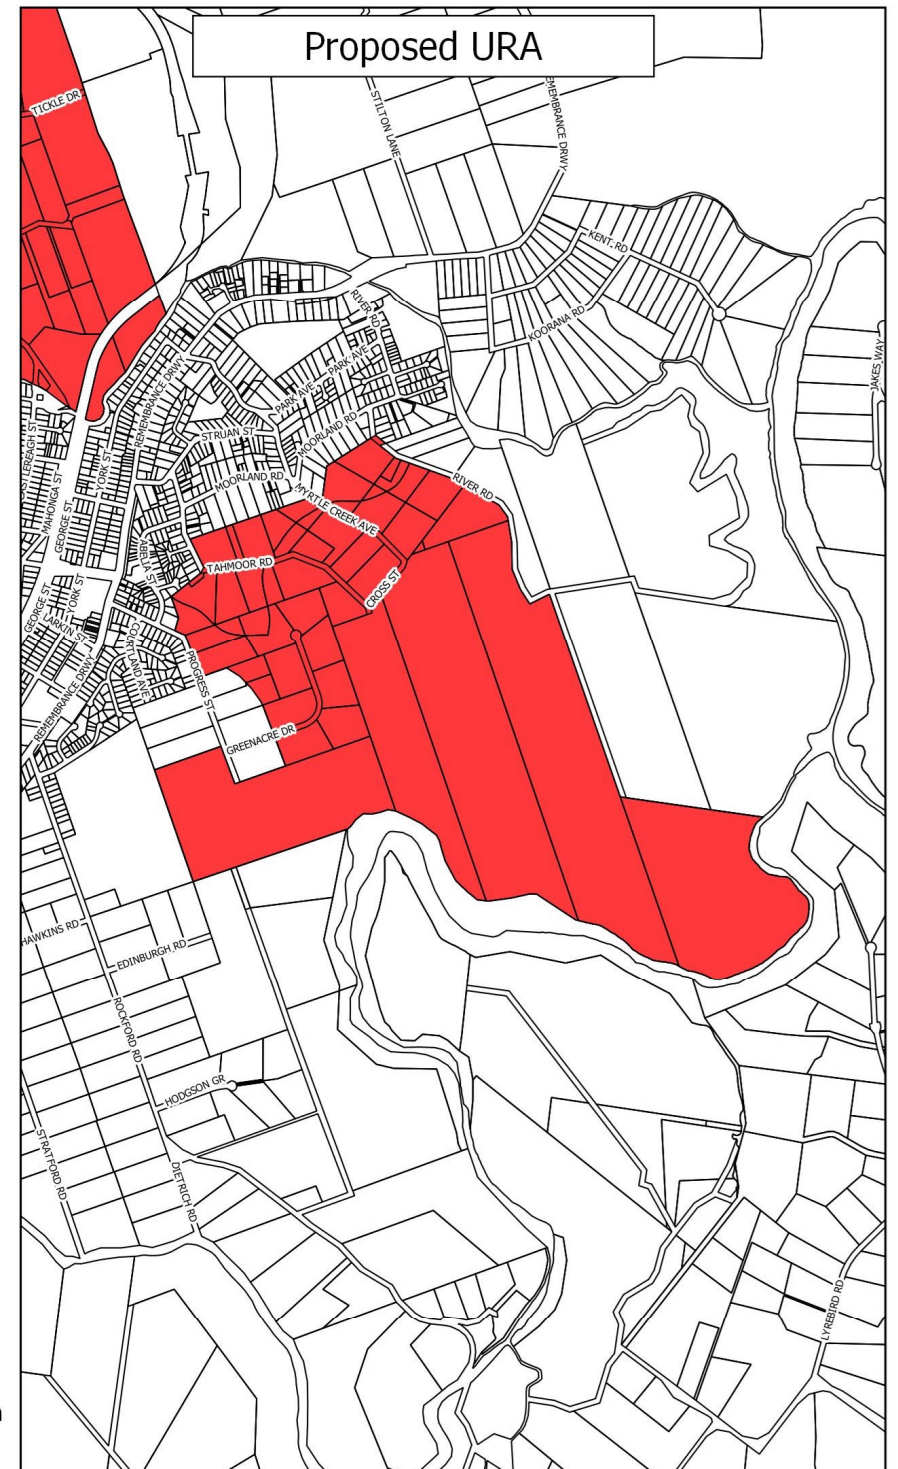 Proposed URA
TICKLE DR
STILTON LANE
EMEMBRANCE DRWY
KENT RD
KOORANA RD
JAKES WAY
RIVER RD
PARK AVE
PARK AVE
REMEMBRANCE DRWY
STRUAN ST
MOORLAND RD
MOORLAND RD
MYRTLE CREEK AVE
RIVER RD
YORK ST
MAHONGA ST
GEORGE ST
ABELIA ST
TAHMOOR RD
CROSS ST
GEORGE ST
YORK ST
LARKIN ST
PROGRESS ST
REMEMBRANCE DRWY
GREENACRE DR
HAWKINS RD
EDINBURGH RD
ROCKFORD RD
HODGSON GR
STRATFORD RD
DIETRICH RD
LYREBIRD RD